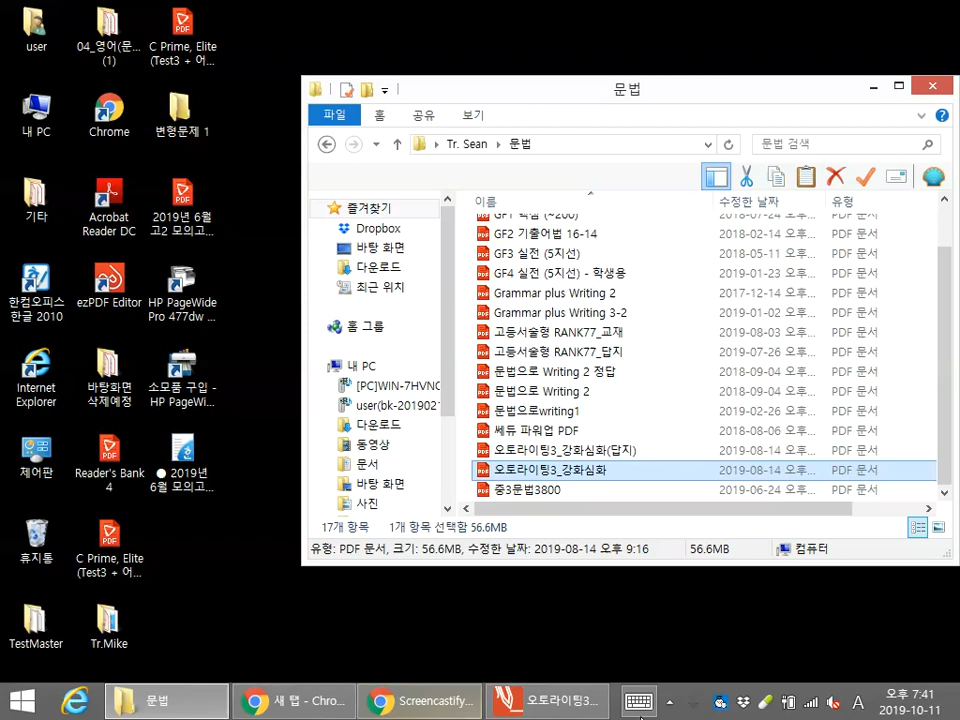 user
04_영어(문...
(1)
C Prime, Elite
(Test3 + 어...
내 PC
Chrome
변형문제 1
기타
Acrobat
Reader DC
2019년 6월
고2 모의고...
한컴오피스
한글 2010
ezPDF Editor
HP PageWide
Pro 477dw ...
Internet
Explorer
바탕화면
삭제예정
소모품 구입 -
HP PageWi...
제어판
Reader's Bank
4
● 2019년
6월 모의고...
휴지통
C Prime, Elite
(Test3 + 어...
TestMaster
Tr.Mike
문법
파일 홈 공유 보기
Tr. Sean 문법
문법 검색
즐겨찾기
Dropbox
바탕 화면
다운로드
최근 위치
홈 그룹
내 PC
[PC]WIN-7HVNC
user(bk-201902
다운로드
동영상
문서
바탕 화면
사진
이름 수정한 날짜 유형
GF1 핵심 (~200) 2018-07-24 오후... PDF 문서
GF2 기출어법 16-14 2018-02-14 오후... PDF 문서
GF3 실전 (5지선) 2018-05-11 오후... PDF 문서
GF4 실전 (5지선) - 학생용 2019-01-23 오후... PDF 문서
Grammar plus Writing 2 2017-12-14 오후... PDF 문서
Grammar plus Writing 3-2 2019-01-02 오후... PDF 문서
고등서술형 RANK77_교재 2019-08-03 오후... PDF 문서
고등서술형 RANK77_답지 2019-07-26 오후... PDF 문서
문법으로 Writing 2 정답 2018-09-04 오후... PDF 문서
문법으로 Writing 2 2018-09-04 오후... PDF 문서
문법으로writing1 2019-02-26 오후... PDF 문서
쎄듀 파워업 PDF 2018-08-06 오후... PDF 문서
오토라이팅3_강화심화(답지) 2019-08-14 오후... PDF 문서
오토라이팅3_강화심화 2019-08-14 오후... PDF 문서
중3문법3800 2019-06-24 오후... PDF 문서
17개 항목 1개 항목 선택함 56.6MB
유형: PDF 문서, 크기: 56.6MB, 수정한 날짜: 2019-08-14 오후 9:16 56.6MB 컴퓨터
문법
새 탭 - Chro...
Screencastify...
오토라이팅3...
A
오후 7:41
2019-10-11